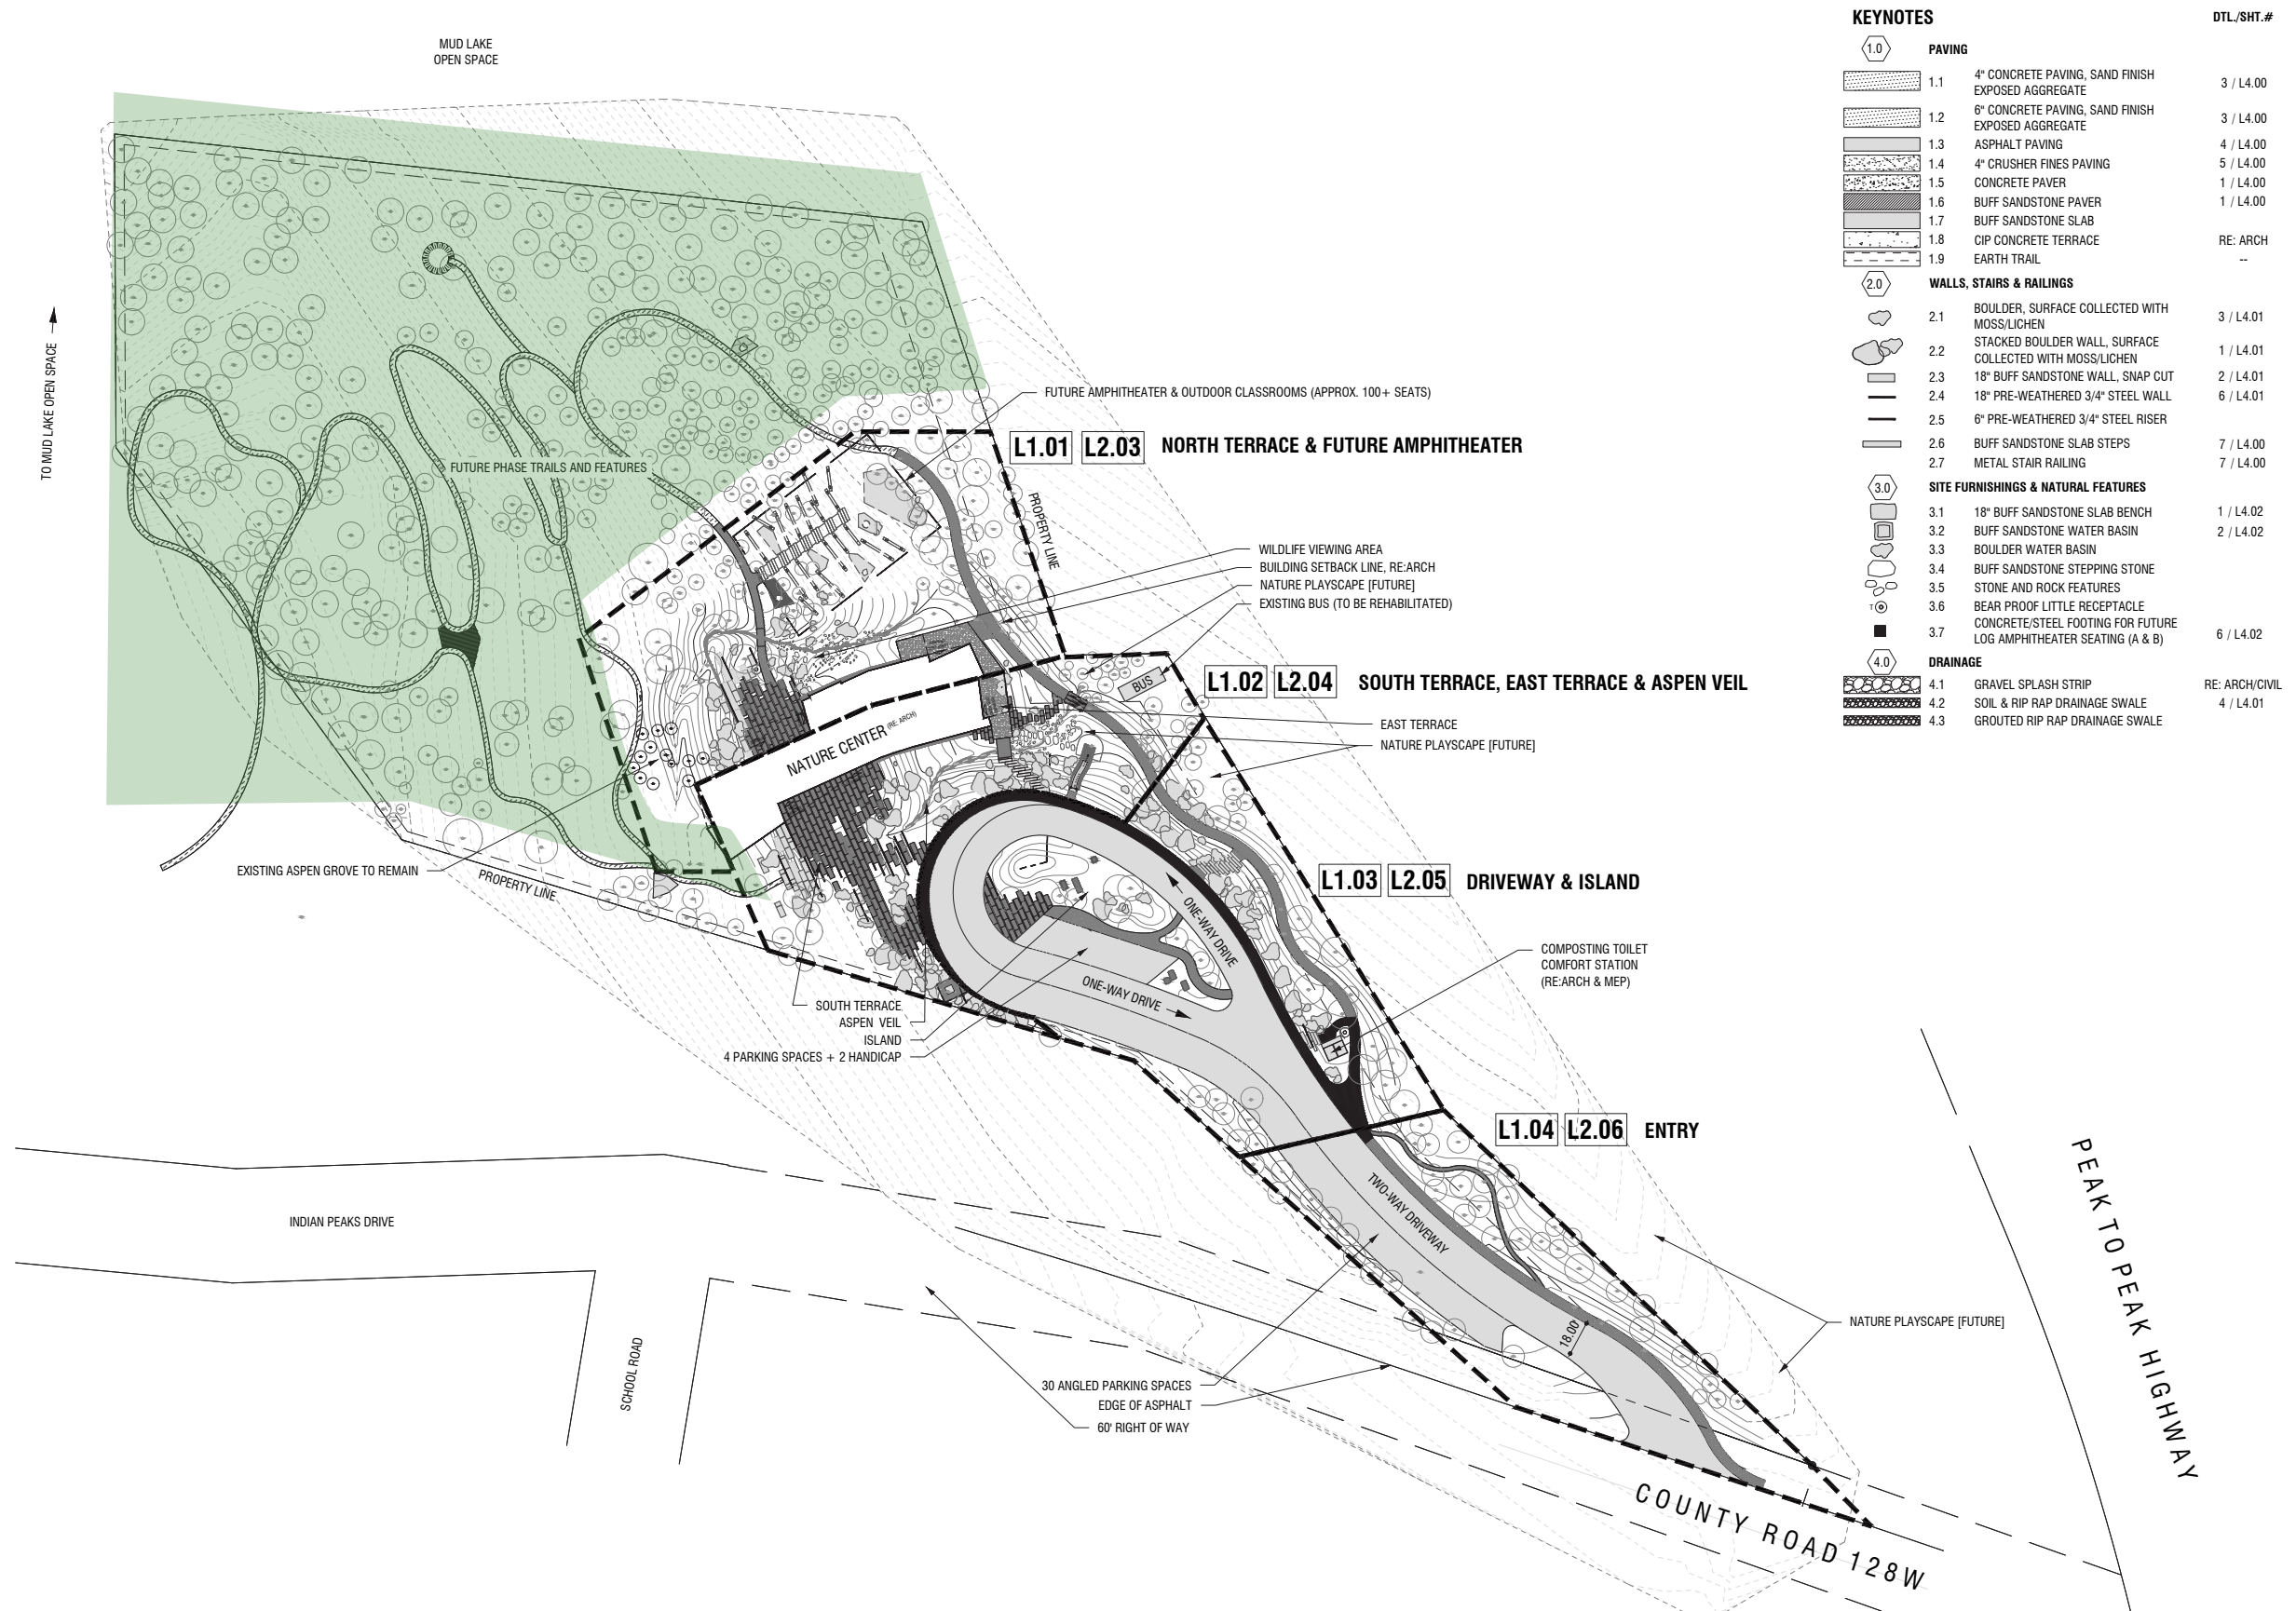 MUD LAKE
OPEN SPACE
TO MUD LAKE OPEN SPACE
FUTURE PHASE TRAILS AND FEATURES
FUTURE AMPHITHEATER & OUTDOOR CLASSROOMS (APPROX. 100+ SEATS)
L1.01 L2.03 NORTH TERRACE & FUTURE AMPHITHEATER
PROPERTY LINE
WILDLIFE VIEWING AREA
BUILDING SETBACK LINE, RE:ARCH
NATURE PLAYSCAPE [FUTURE]
EXISTING BUS (TO BE REHABILITATED)
BUS
L1.02 L2.04 SOUTH TERRACE, EAST TERRACE & ASPEN VEIL
NATURE CENTER (RE: ARCH)
EAST TERRACE
NATURE PLAYSCAPE [FUTURE]
EXISTING ASPEN GROVE TO REMAIN
PROPERTY LINE
L1.03 L2.05 DRIVEWAY & ISLAND
ONE-WAY DRIVE
ONE-WAY DRIVE
COMPOSTING TOILET
COMFORT STATION
(RE:ARCH & MEP)
SOUTH TERRACE
ASPEN VEIL
ISLAND
4 PARKING SPACES + 2 HANDICAP
L1.04 L2.06 ENTRY
TWO-WAY DRIVEWAY
INDIAN PEAKS DRIVE
SCHOOL ROAD
18.00'
NATURE PLAYSCAPE [FUTURE]
30 ANGLED PARKING SPACES
EDGE OF ASPHALT
60' RIGHT OF WAY
COUNTY ROAD 128W
PEAK TO PEAK HIGHWAY
KEYNOTES DTL./SHT.#
1.0 PAVING
1.1 4" CONCRETE PAVING, SAND FINISH
EXPOSED AGGREGATE 3 / L4.00
1.2 6" CONCRETE PAVING, SAND FINISH
EXPOSED AGGREGATE 3 / L4.00
1.3 ASPHALT PAVING 4 / L4.00
1.4 4" CRUSHER FINES PAVING 5 / L4.00
1.5 CONCRETE PAVER 1 / L4.00
1.6 BUFF SANDSTONE PAVER 1 / L4.00
1.7 BUFF SANDSTONE SLAB
1.8 CIP CONCRETE TERRACE RE: ARCH
1.9 EARTH TRAIL --
2.0 WALLS, STAIRS & RAILINGS
2.1 BOULDER, SURFACE COLLECTED WITH
MOSS/LICHEN 3 / L4.01
2.2 STACKED BOULDER WALL, SURFACE
COLLECTED WITH MOSS/LICHEN 1 / L4.01
2.3 18" BUFF SANDSTONE WALL, SNAP CUT 2 / L4.01
2.4 18" PRE-WEATHERED 3/4" STEEL WALL 6 / L4.01
2.5 6" PRE-WEATHERED 3/4" STEEL RISER
2.6 BUFF SANDSTONE SLAB STEPS 7 / L4.00
2.7 METAL STAIR RAILING 7 / L4.00
3.0 SITE FURNISHINGS & NATURAL FEATURES
3.1 18" BUFF SANDSTONE SLAB BENCH 1 / L4.02
3.2 BUFF SANDSTONE WATER BASIN 2 / L4.02
3.3 BOULDER WATER BASIN
3.4 BUFF SANDSTONE STEPPING STONE
3.5 STONE AND ROCK FEATURES
T 3.6 BEAR PROOF LITTLE RECEPTACLE
3.7 CONCRETE/STEEL FOOTING FOR FUTURE
LOG AMPHITHEATER SEATING (A & B) 6 / L4.02
4.0 DRAINAGE
4.1 GRAVEL SPLASH STRIP RE: ARCH/CIVIL
4.2 SOIL & RIP RAP DRAINAGE SWALE 4 / L4.01
4.3 GROUTED RIP RAP DRAINAGE SWALE